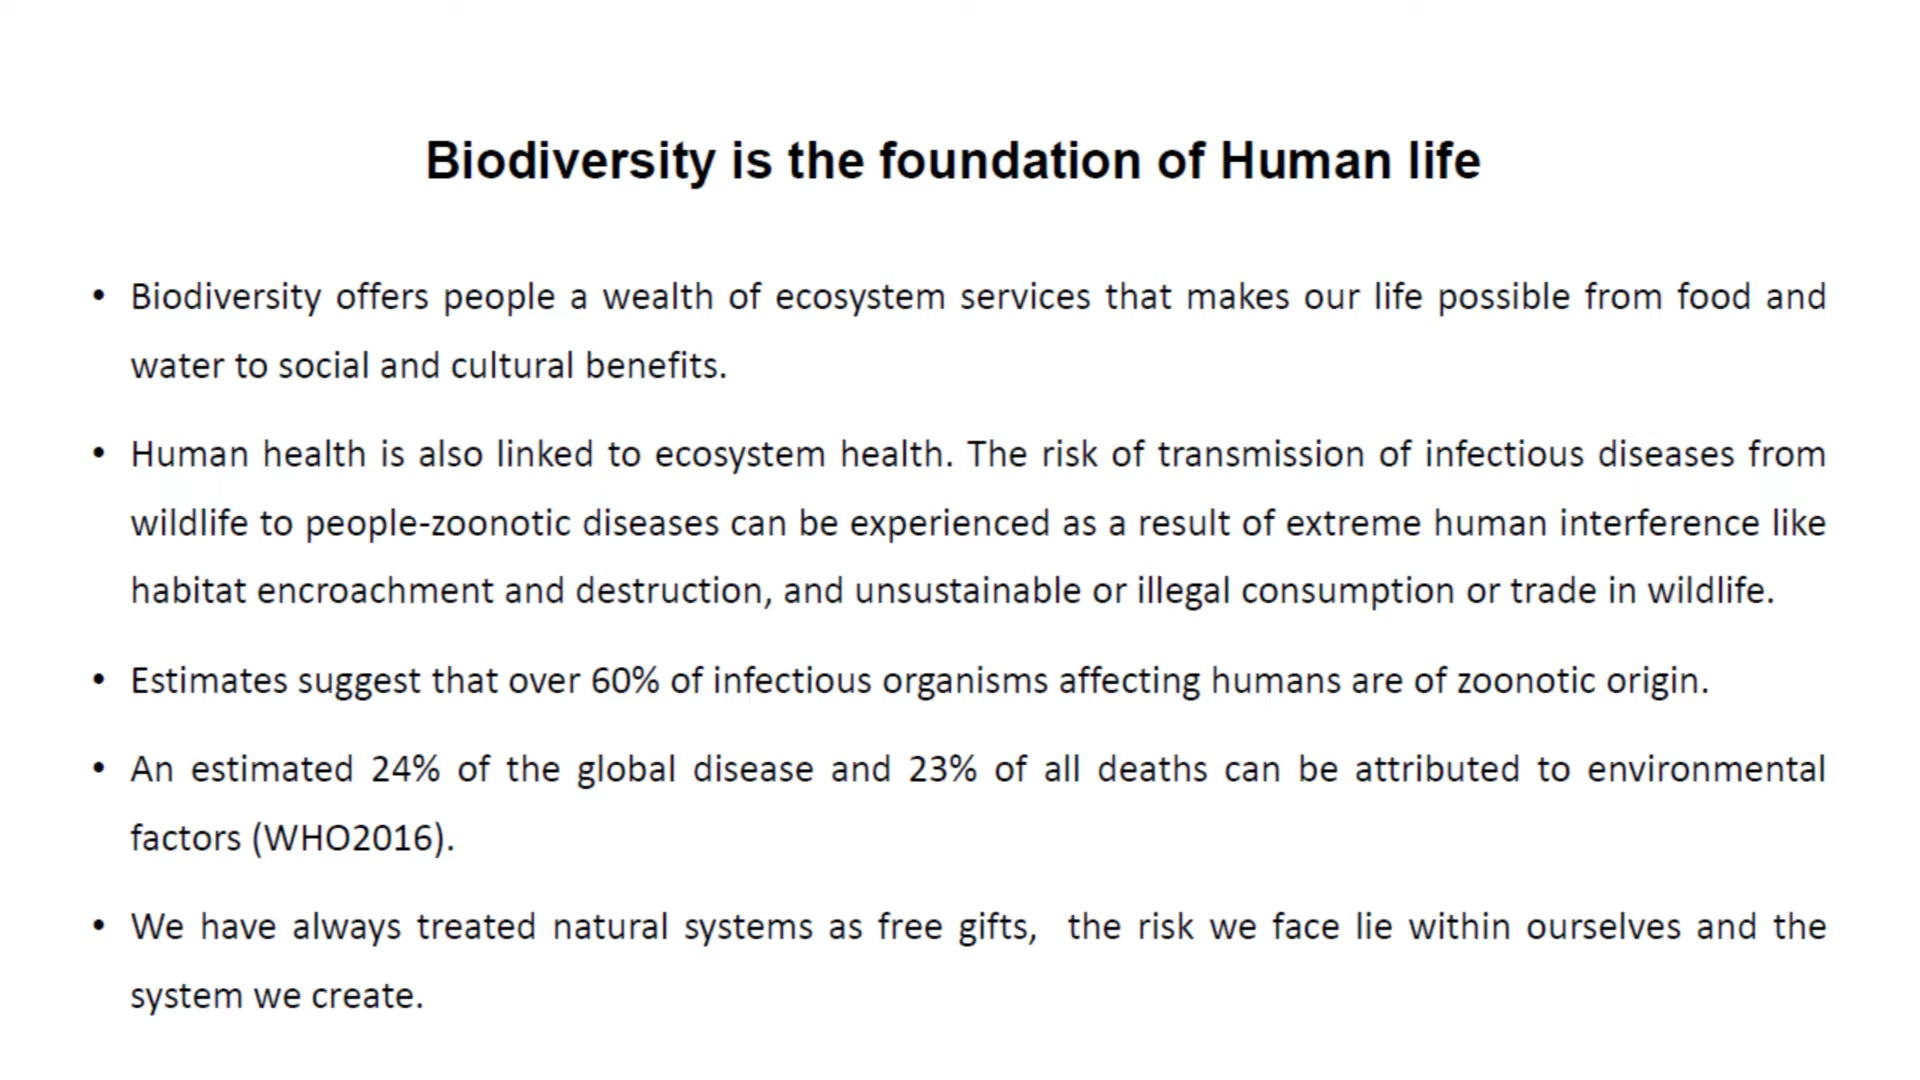 Biodiversity is the foundation of Human life
• Biodiversity offers people a wealth of ecosystem services that makes our life possible from food and
water to social and cultural benefits.
• Human health is also linked to ecosystem health. The risk of transmission of infectious diseases from
wildlife to people-zoonotic diseases can be experienced as a result of extreme human interference like
habitat encroachment and destruction, and unsustainable or illegal consumption or trade in wildlife.
• Estimates suggest that over 60% of infectious organisms affecting humans are of zoonotic origin.
• An estimated 24% of the global disease and 23% of all deaths can be attributed to environmental
factors (WHO2016).
• We have always treated natural systems as free gifts,  the risk we face lie within ourselves and the
system we create.